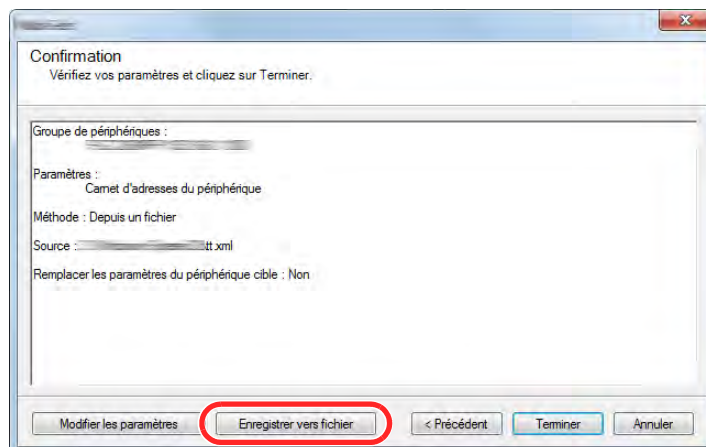 Confirmation
Vérifiez vos paramètres et cliquez sur Terminer.
Groupe de périphériques :
Paramètres :
Carnet d'adresses du périphérique
Méthode : Depuis un fichier
Source : tt.xml
Remplacer les paramètres du périphérique cible : Non
Modifier les paramètres Enregistrer vers fichier < Précédent Terminer Annuler